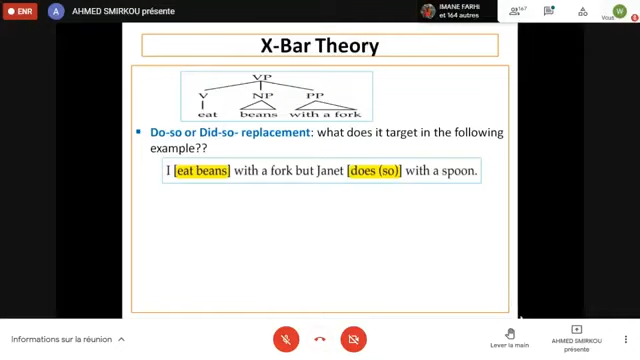 ENR
A
AHMED SMIRKOU présente
IMANE FARHI
et 164 autres
167
W
Vous
X-Bar Theory
VP
V NP PP
eat beans with a fork
Do-so or Did-so- replacement: what does it target in the following
example??
I [eat beans] with a fork but Janet [does (so)] with a spoon.
Informations sur la réunion
Lever la main
AHMED SMIRKOU
présente